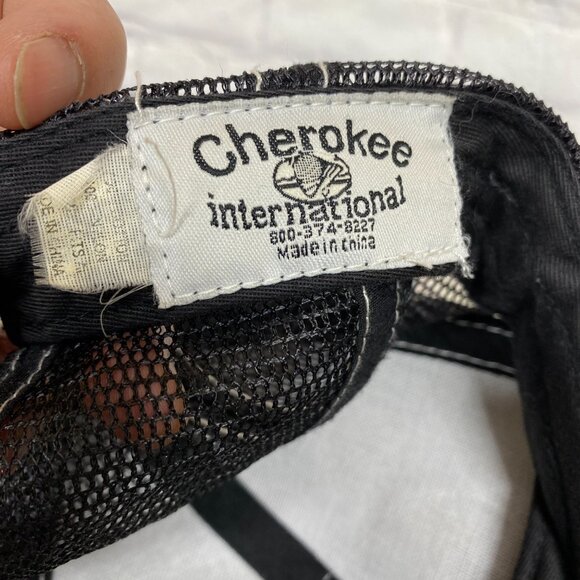 Cherokee
international
800-374-8227
Made in china